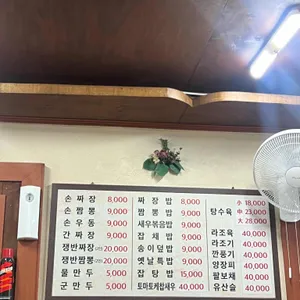 손 짜 장 8,000
손 짬 뽕 9,000
손 우 동 9,000
간 짜 장 9,000
쟁반짜장 20,000
쟁반짬뽕 20,000
물 만 두 5,000
군 만 두 5,000
짜 장 밥 8,000
짬 뽕 밥 9,000
새우볶음밥 9,000
잡 채 밥 9,000
송 이 덮 밥 9,000
옛 날 특 밥 9,000
잡 탕 밥 15,000
토마토케찹새우 40,000
탕수육 小 18,000
中 23,000
大 28,000
라조육 40,000
라조기 40,000
깐풍기 40,000
양장피 40,000
팔보채 40,000
유산슬 40,000